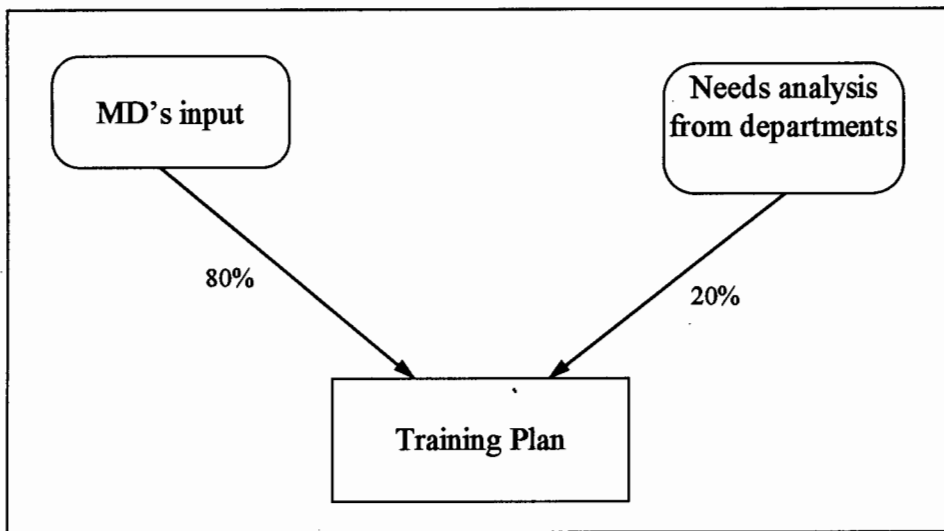 MD's input
Needs analysis
from departments
80%
20%
Training Plan